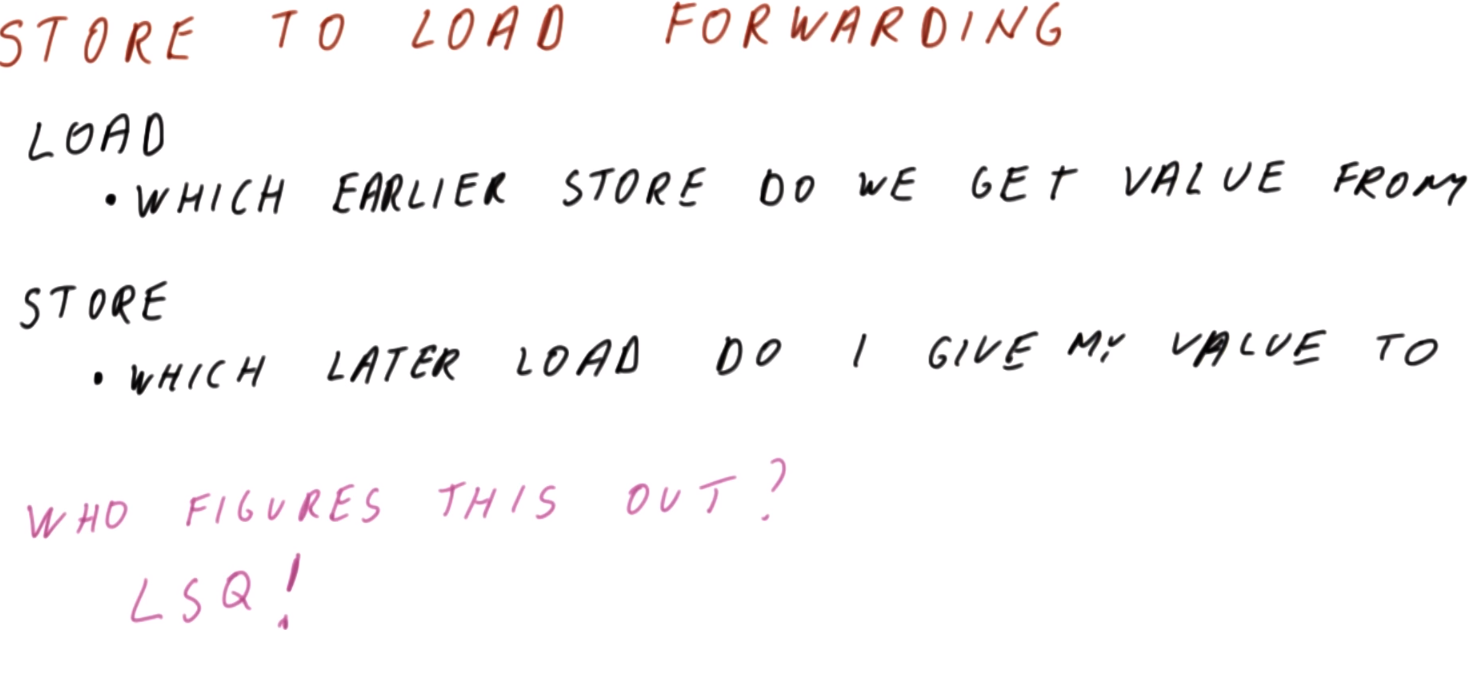 STORE TO LOAD FORWARDING
LOAD
• WHICH EARLIER STORE DO WE GET VALUE FROM
STORE
• WHICH LATER LOAD DO I GIVE MY VALUE TO
WHO FIGURES THIS OUT?
LSQ!